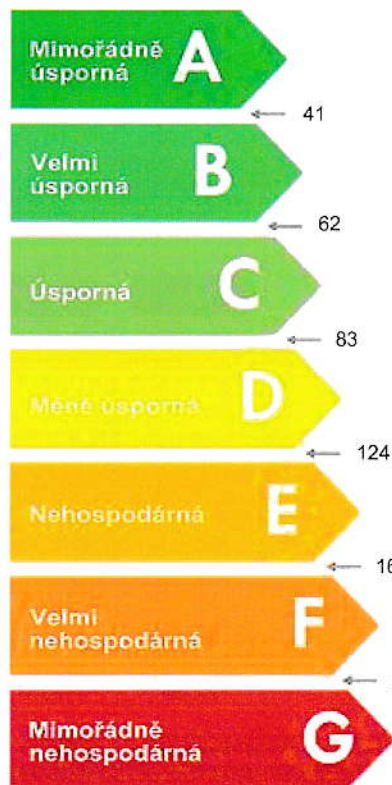 Mimořádně
úsporná
A
41
Velmi
úsporná
B
62
Úsporná
C
83
Méně úsporná
D
124
Nehospodárná
E
Velmi
nehospodárná
F
Mimořádně
nehospodárná
G